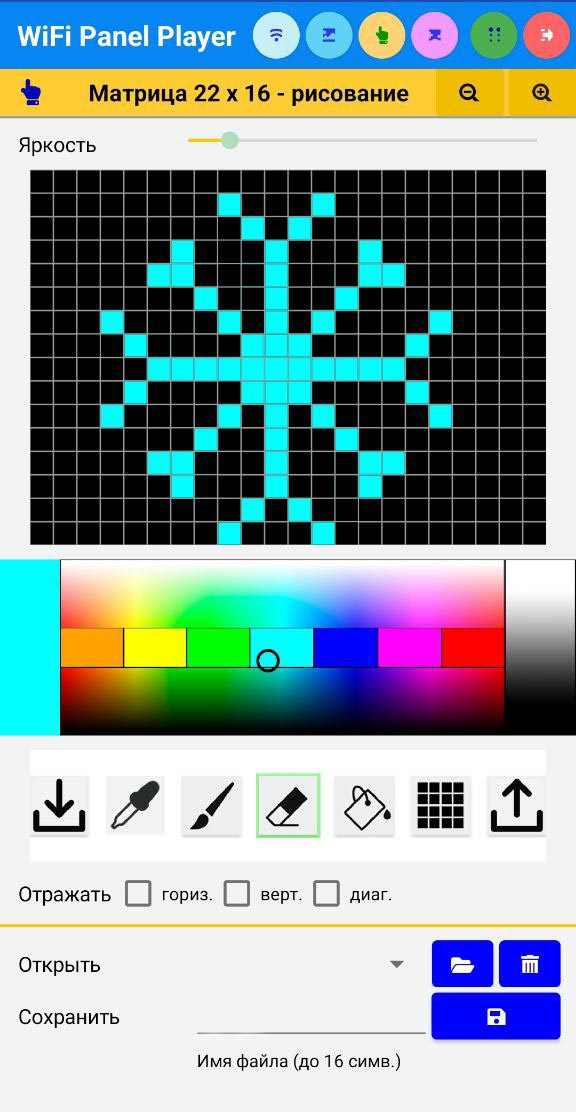 WiFi Panel Player
Матрица 22 x 16 - рисование
Яркость
Отражать гориз. верт. диаг.
Открыть
Сохранить
Имя файла (до 16 симв.)